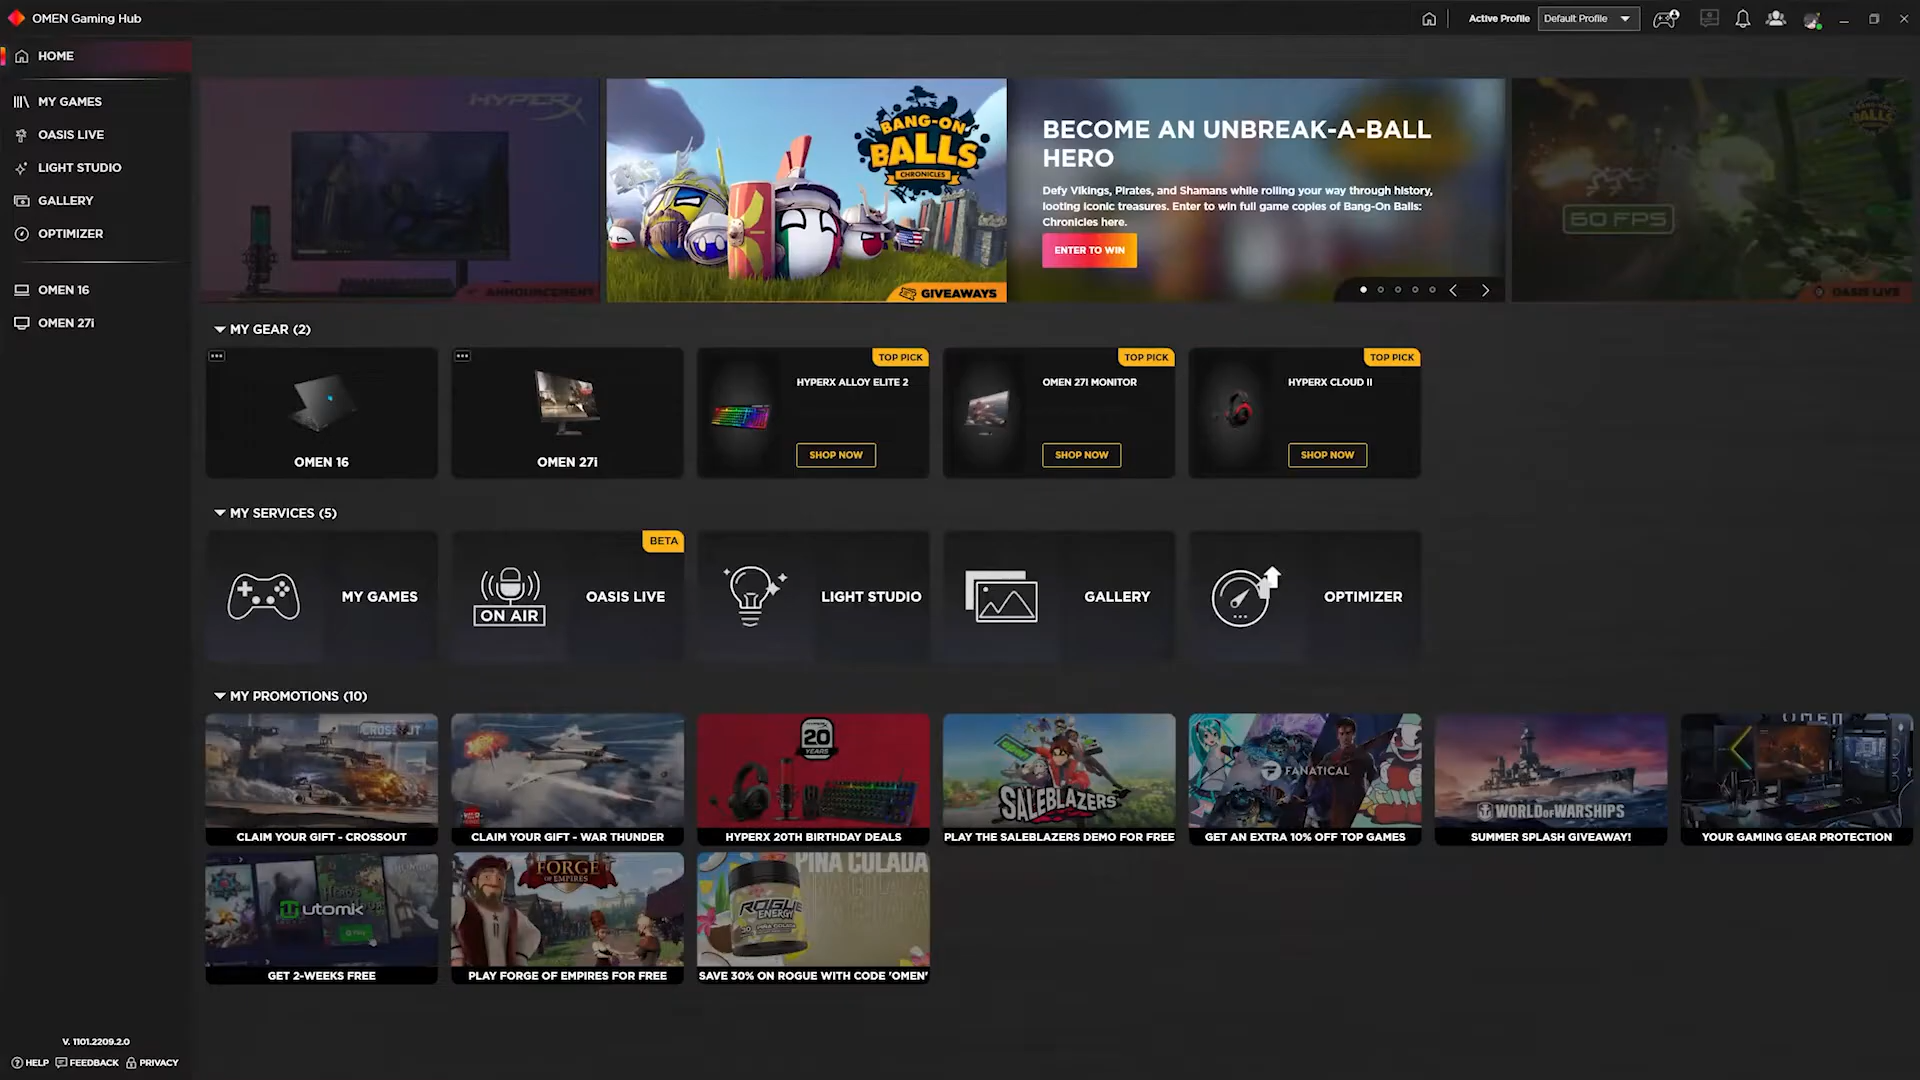 OMEN Gaming Hub
Active Profile
Default Profile
HOME
MY GAMES
OASIS LIVE
LIGHT STUDIO
GALLERY
OPTIMIZER
OMEN 16
OMEN 27i
HYPERX
ANNOUNCEMENT
BANG-ON
BALLS
CHRONICLES
GIVEAWAYS
BECOME AN UNBREAK-A-BALL
HERO
Defy Vikings, Pirates, and Shamans while rolling your way through history,
looting iconic treasures. Enter to win full game copies of Bang-On Balls:
Chronicles here.
ENTER TO WIN
BALLS
60 FPS
OASIS LIVE
MY GEAR (2)
OMEN 16
OMEN 27i
TOP PICK
HYPERX ALLOY ELITE 2
SHOP NOW
TOP PICK
OMEN 27I MONITOR
SHOP NOW
TOP PICK
HYPERX CLOUD II
SHOP NOW
MY SERVICES (5)
MY GAMES
BETA
ON AIR
OASIS LIVE
LIGHT STUDIO
GALLERY
OPTIMIZER
MY PROMOTIONS (10)
CROSSOUT
CLAIM YOUR GIFT - CROSSOUT
CLAIM YOUR GIFT - WAR THUNDER
20
YEARS
HYPERX 20TH BIRTHDAY DEALS
SALEBLAZERS
PLAY THE SALEBLAZERS DEMO FOR FREE
FANATICAL
GET AN EXTRA 10% OFF TOP GAMES
WORLD OF WARSHIPS
SUMMER SPLASH GIVEAWAY!
OMEN
YOUR GAMING GEAR PROTECTION
utomik
GET 2-WEEKS FREE
FORGE
OF EMPIRES
PLAY FORGE OF EMPIRES FOR FREE
PINA COLADA
ROGUE
ENERGY
SAVE 30% ON ROGUE WITH CODE 'OMEN'
V. 1101.2209.2.0
HELP
FEEDBACK
PRIVACY